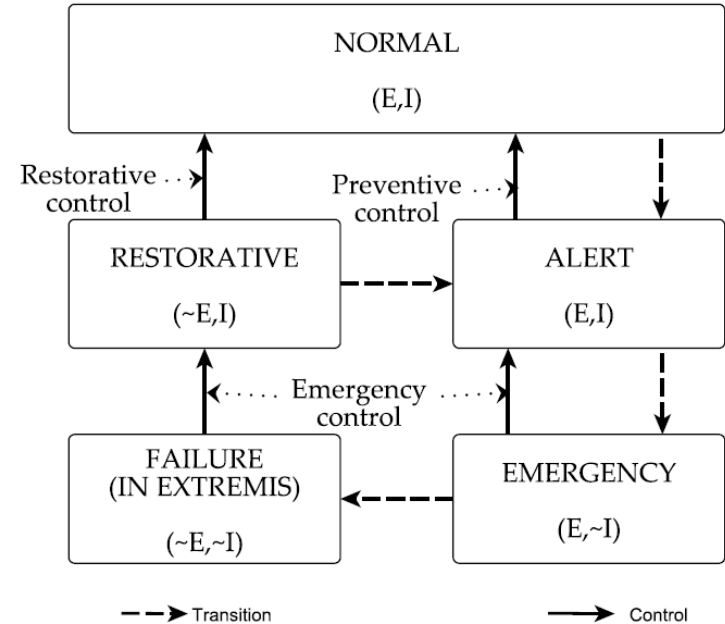 NORMAL
(E,I)
Restorative
control
Preventive
control
RESTORATIVE
(~E,I)
ALERT
(E,I)
Emergency
control
FAILURE
(IN EXTREMIS)
(~E,~I)
EMERGENCY
(E,~I)
Transition
Control